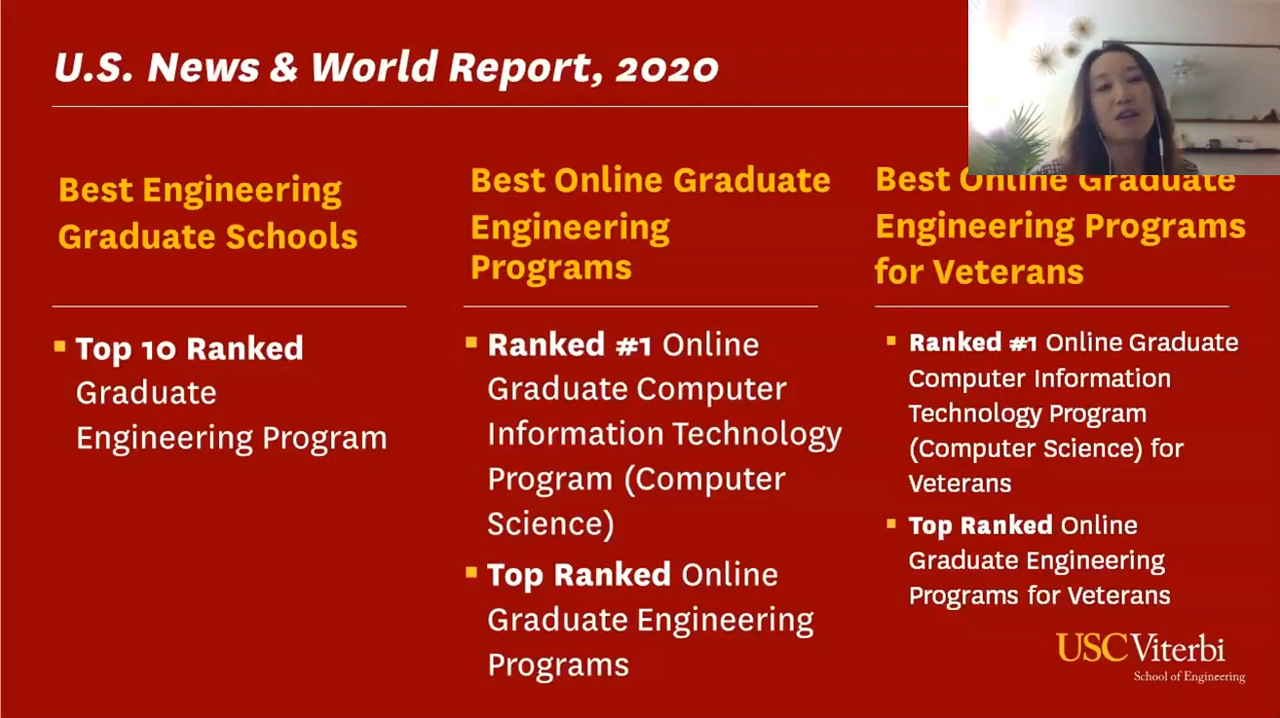 U.S. News & World Report, 2020
Best Engineering
Graduate Schools
▪ Top 10 Ranked
Graduate
Engineering Program
Best Online Graduate
Engineering
Programs
▪ Ranked #1 Online
Graduate Computer
Information Technology
Program (Computer
Science)
▪ Top Ranked Online
Graduate Engineering
Programs
Best Online Graduate
Engineering Programs
for Veterans
▪ Ranked #1 Online Graduate
Computer Information
Technology Program
(Computer Science) for
Veterans
▪ Top Ranked Online
Graduate Engineering
Programs for Veterans
USC Viterbi
School of Engineering